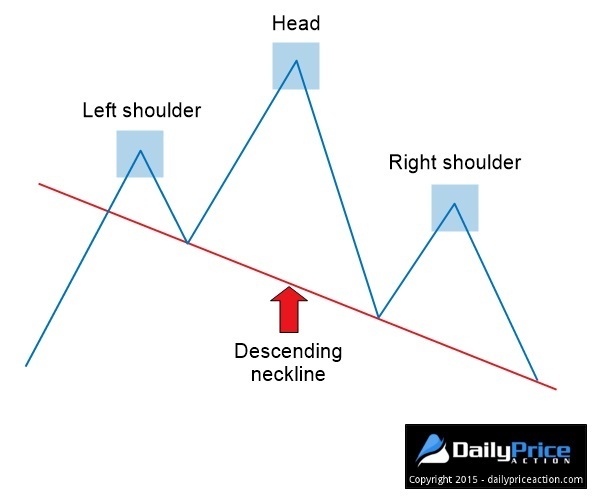 Head
Left shoulder
Right shoulder
Descending
neckline
DailyPrice
ACTION
Copyright 2015 - dailypriceaction.com